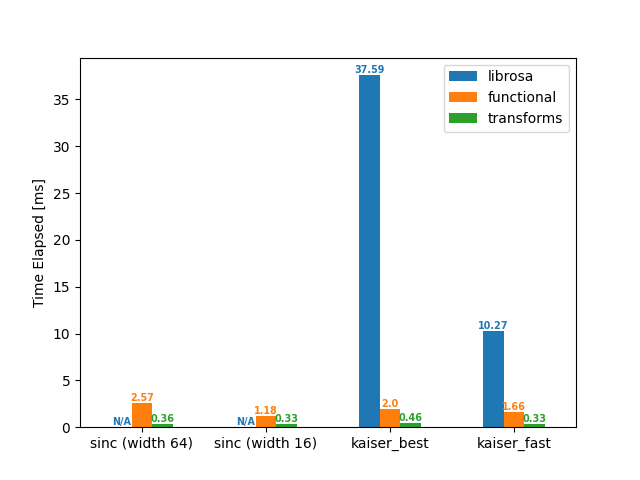 37.59
librosa
functional
transforms
35
30
25
20
15
10
5
0
Time Elapsed [ms]
10.27
N/A 2.57 0.36
N/A 1.18 0.33
2.0 0.46
1.66 0.33
sinc (width 64) sinc (width 16) kaiser_best kaiser_fast